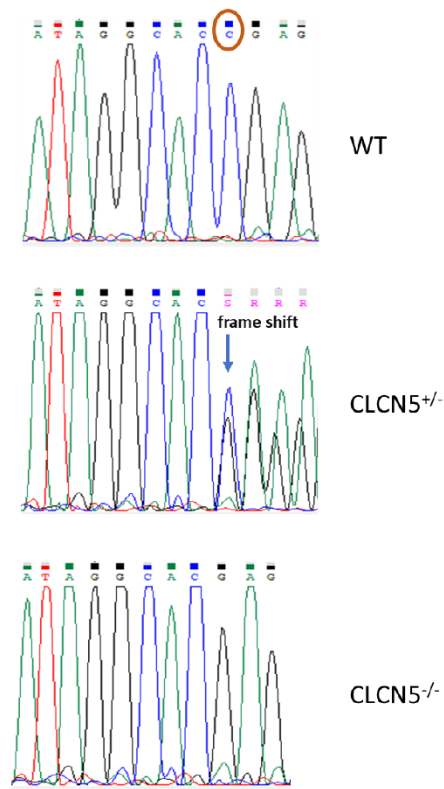 A T A G G C A C C G A G
WT
A T A G G C A C S R R R
frame shift
CLCN5+/-
A T A G G C A C G A G
CLCN5-/-